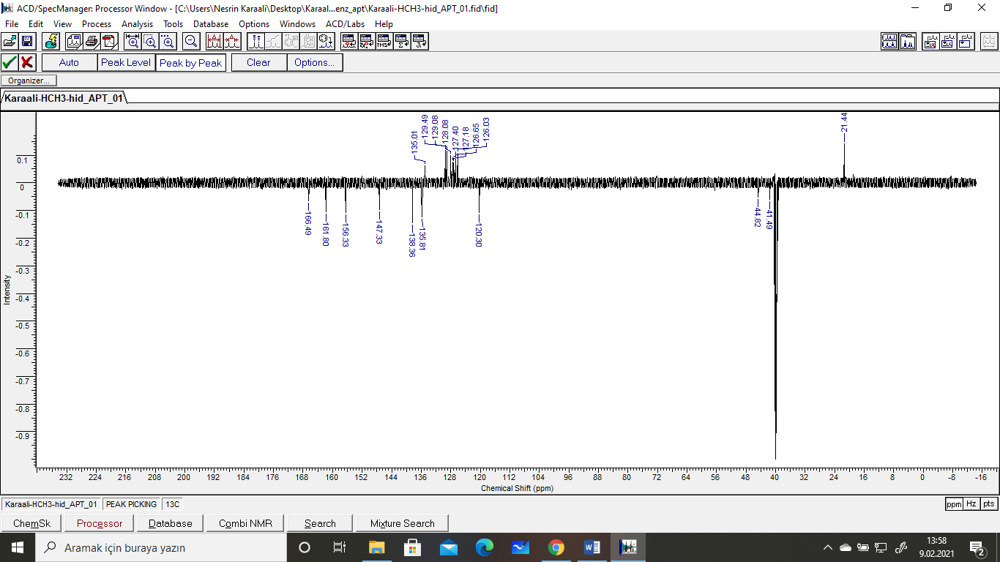 ACD/SpecManager: Processor Window - [C:\Users\Nesrin Karaali\Desktop\Karaal...enz_apt\Karaali-HCH3-hid_APT_01.fid\fid]
File Edit View Process Analysis Tools Database Options Windows ACD/Labs Help
Auto Peak Level Peak by Peak Clear Options...
Organizer...
Karaali-HCH3-hid_APT_01
135.01 129.49 129.08 128.08 127.40 127.18 126.65 126.03 21.44
0.1
0
-0.1
-0.2
-0.3
-0.4
-0.5
-0.6
-0.7
-0.8
-0.9
Intensity
166.49 161.80 156.33 147.33 138.36 135.81 120.30 44.82 41.49
232 224 216 208 200 192 184 176 168 160 152 144 136 128 120 112 104 96 88 80 72 64 56 48 40 32 24 16 8 0 -8 -16
Chemical Shift (ppm)
Karaali-HCH3-hid_APT_01 PEAK PICKING 13C ppm Hz pts
ChemSk Processor Database Combi NMR Search Mixture Search
Aramak için buraya yazın
13:58
9.02.2021
2